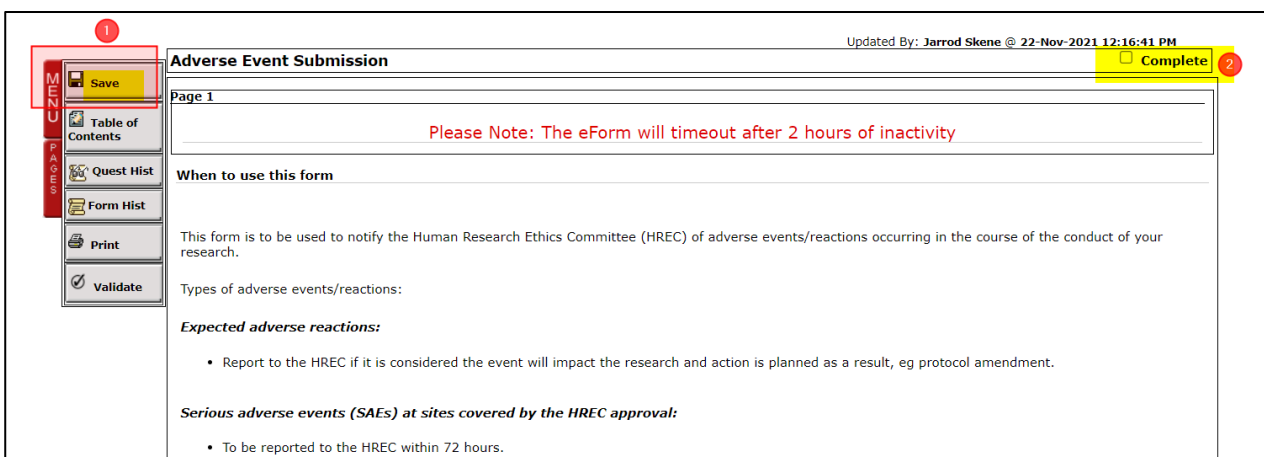 1
Updated By: Jarrod Skene @ 22-Nov-2021 12:16:41 PM
Adverse Event Submission
Complete
2
MENU
Save
Page 1
Table of
Contents
Please Note: The eForm will timeout after 2 hours of inactivity
PAGES
Quest Hist
When to use this form
Form Hist
Print
This form is to be used to notify the Human Research Ethics Committee (HREC) of adverse events/reactions occurring in the course of the conduct of your
research.
Validate
Types of adverse events/reactions:
Expected adverse reactions:
• Report to the HREC if it is considered the event will impact the research and action is planned as a result, eg protocol amendment.
Serious adverse events (SAEs) at sites covered by the HREC approval:
• To be reported to the HREC within 72 hours.